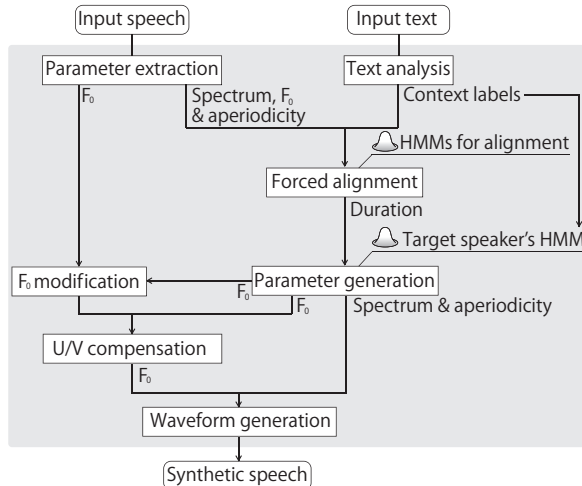 Input speech
Input text
Parameter extraction
Text analysis
F₀
Spectrum, F₀
& aperiodicity
Context labels
HMMs for alignment
Forced alignment
Duration
Target speaker's HMM
F₀ modification
F₀
Parameter generation
F₀
Spectrum & aperiodicity
U/V compensation
F₀
Waveform generation
Synthetic speech